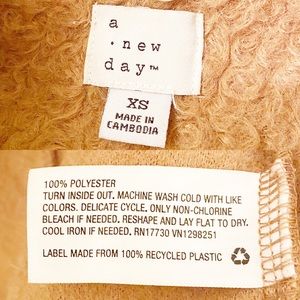 a
· new
day™
XS
MADE IN
CAMBODIA
100% POLYESTER
TURN INSIDE OUT. MACHINE WASH COLD WITH LIKE
COLORS. DELICATE CYCLE. ONLY NON-CHLORINE
BLEACH IF NEEDED. RESHAPE AND LAY FLAT TO DRY.
COOL IRON IF NEEDED. RN17730 VN1298251
LABEL MADE FROM 100% RECYCLED PLASTIC